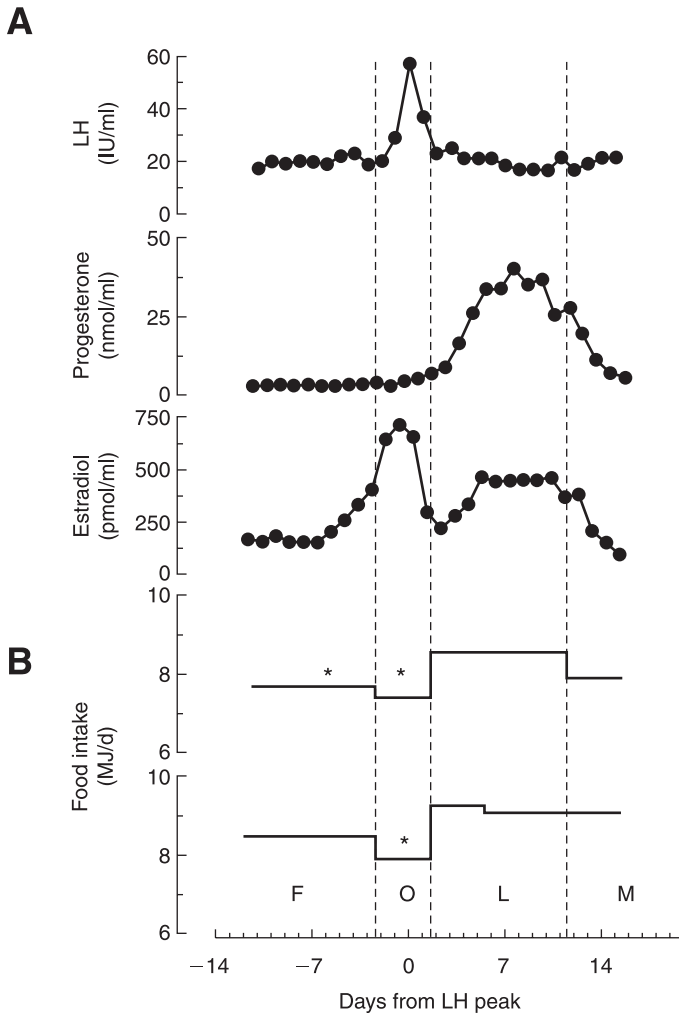 A
LH
(IU/ml)
60
40
20
0
Progesterone
(nmol/ml)
50
25
0
Estradiol
(pmol/ml)
750
500
250
0
B
Food intake
(MJ/d)
10
8
6
* *
10
8
6
*
F O L M
−14 −7 0 7 14
Days from LH peak